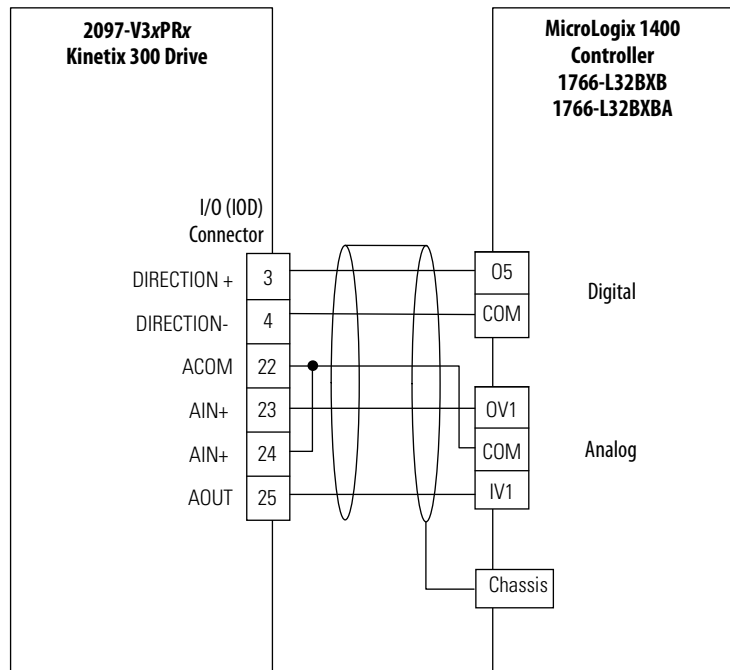 2097-V3xPRx
Kinetix 300 Drive
MicroLogix 1400
Controller
1766-L32BXB
1766-L32BXBA
I/O (IOD)
Connector
DIRECTION + 3
DIRECTION- 4
ACOM 22
AIN+ 23
AIN+ 24
AOUT 25
O5
COM
Digital
OV1
COM
IV1
Analog
Chassis